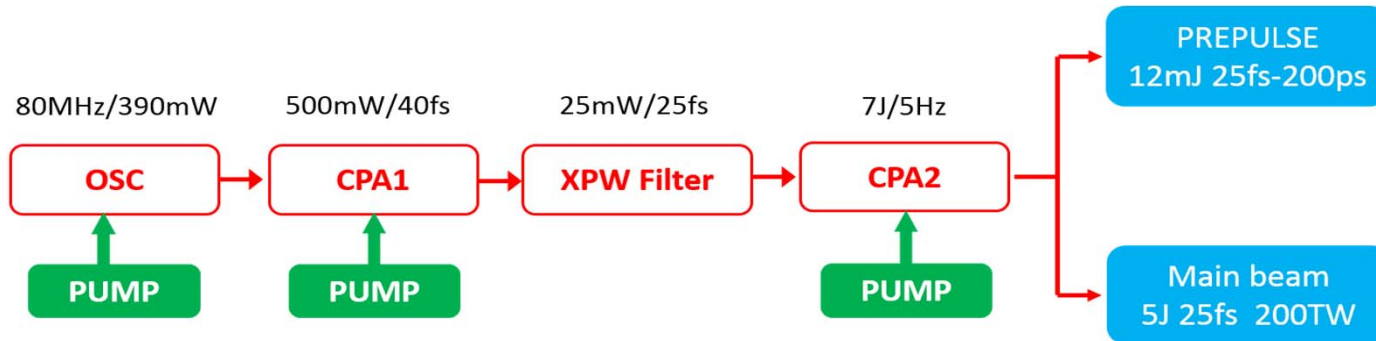 PREPULSE
12mJ 25fs-200ps
80MHz/390mW
500mW/40fs
25mW/25fs
7J/5Hz
OSC
CPA1
XPW Filter
CPA2
PUMP
PUMP
PUMP
Main beam
5J 25fs 200TW